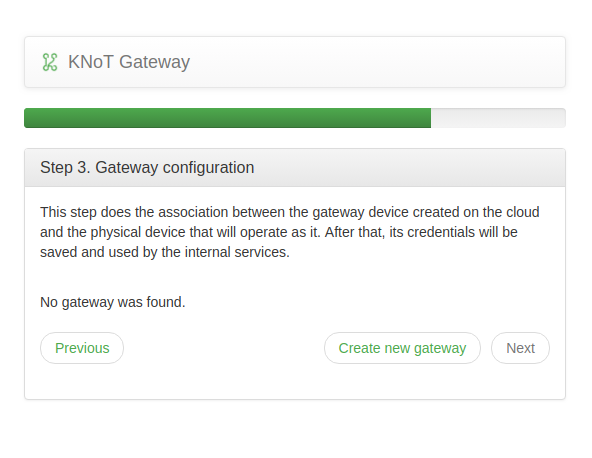 KNoT Gateway
Step 3. Gateway configuration
This step does the association between the gateway device created on the cloud
and the physical device that will operate as it. After that, its credentials will be
saved and used by the internal services.
No gateway was found.
Previous
Create new gateway
Next